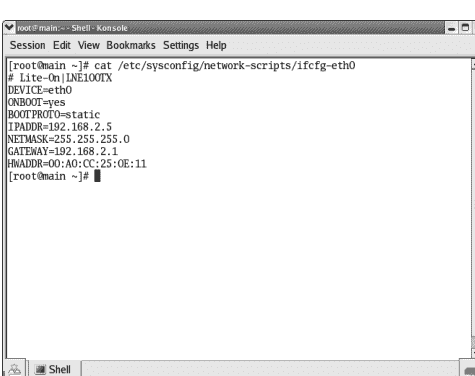 root@main:~ - Shell - Konsole
Session Edit View Bookmarks Settings Help
[root@main ~]# cat /etc/sysconfig/network-scripts/ifcfg-eth0
# Lite-On|LNE100TX
DEVICE=eth0
ONBOOT=yes
BOOTPROTO=static
IPADDR=192.168.2.5
NETMASK=255.255.255.0
GATEWAY=192.168.2.1
HWADDR=00:A0:CC:25:0E:11
[root@main ~]#
Shell